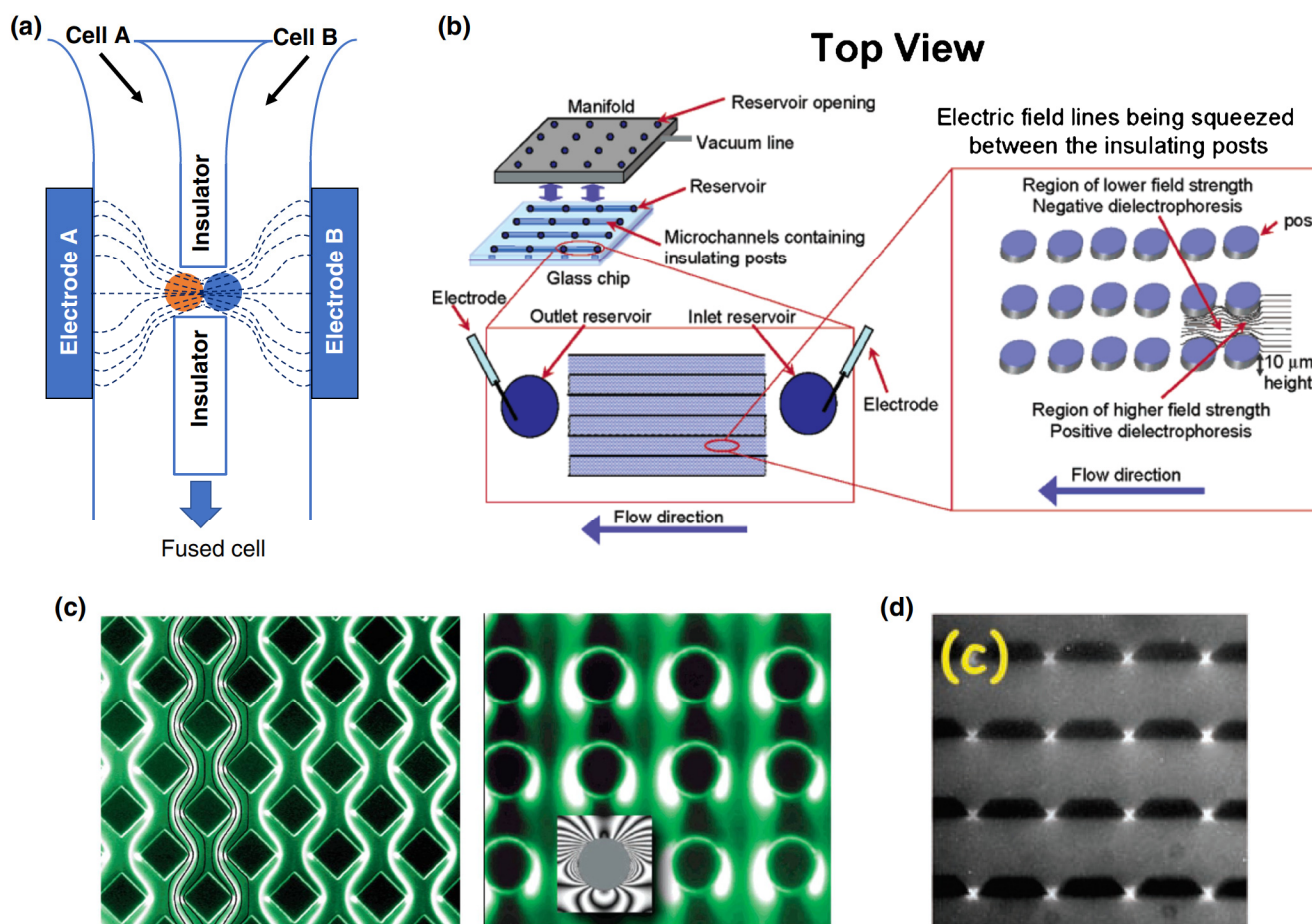 (a)
Cell A
Cell B
Insulator
Electrode A
Electrode B
Insulator
Fused cell
(b)
Top View
Manifold
Reservoir opening
Vacuum line
Reservoir
Microchannels containing
insulating posts
Glass chip
Electrode
Outlet reservoir
Inlet reservoir
Electrode
Flow direction
Electric field lines being squeezed
between the insulating posts
Region of lower field strength
Negative dielectrophoresis
pos
10 μm
height
Region of higher field strength
Positive dielectrophoresis
Flow direction
(c)
(d)
(c)